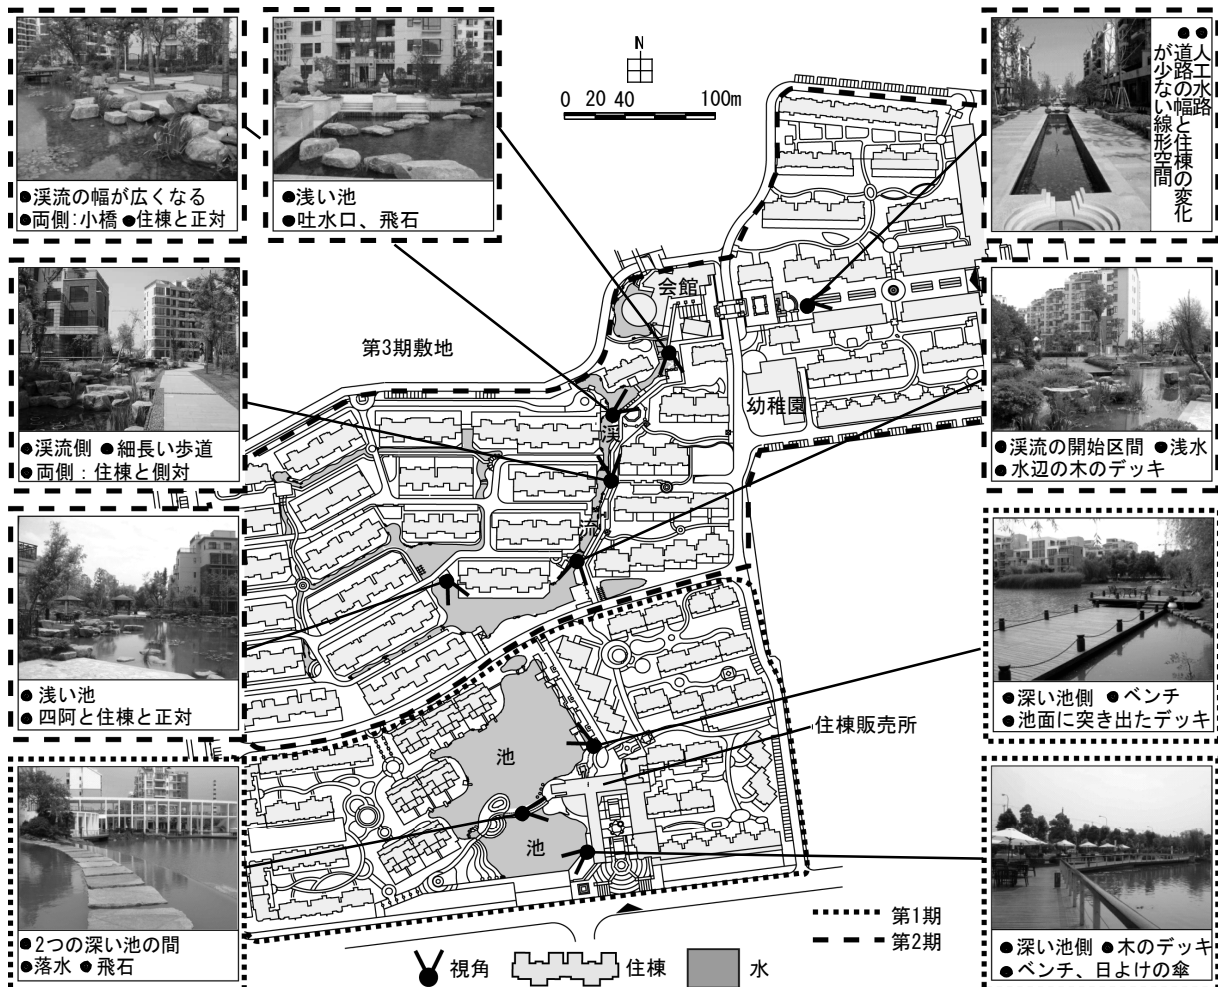 ●渓流の幅が広くなる
●両側:小橋 ●住棟と正対
●浅い池
●吐水口、飛石
N
0 20 40 100m
●人工水路
●道路の幅と住棟の変化
が少ない線形空間
●渓流側 ●細長い歩道
●両側：住棟と側対
第3期敷地
会館
幼稚園
渓
流
●渓流の開始区間 ●浅水
●水辺の木のデッキ
●浅い池
●四阿と住棟と正対
●深い池側 ●ベンチ
●池面に突き出たデッキ
住棟販売所
池
池
●2つの深い池の間
●落水 ●飛石
●深い池側 ●木のデッキ
●ベンチ、日よけの傘
第1期
第2期
視角
住棟
水